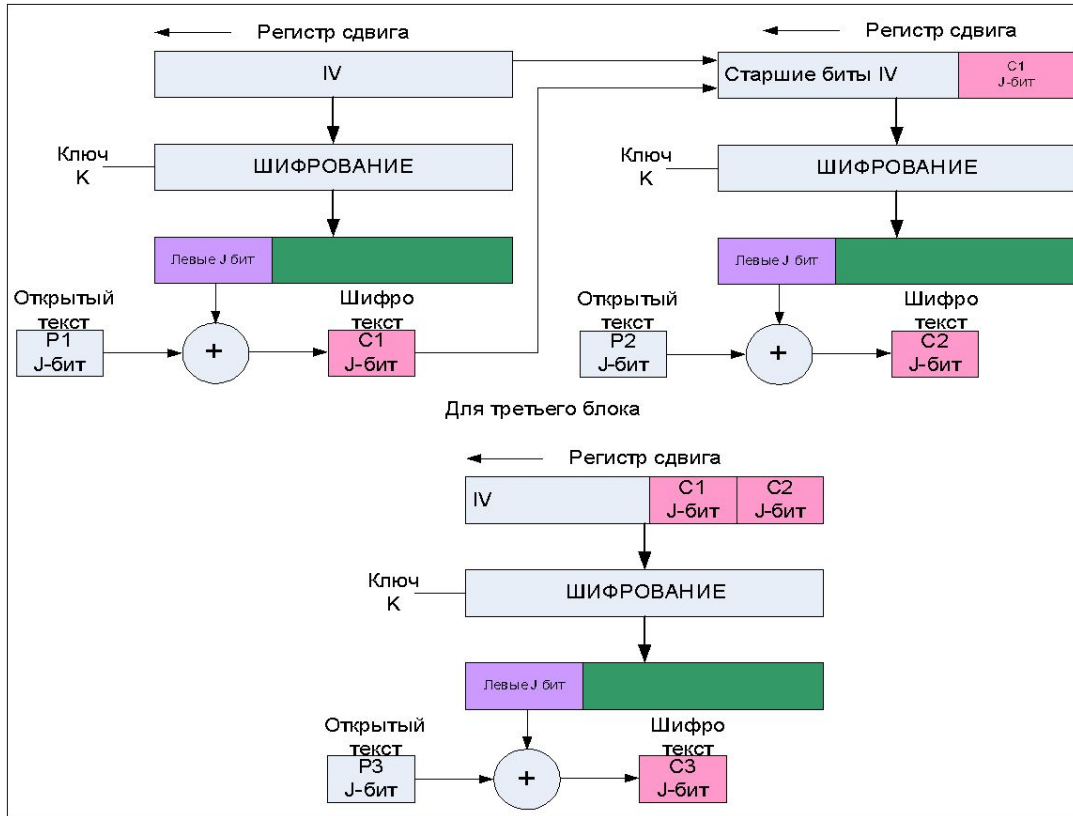 Регистр сдвига
IV
Ключ
K
ШИФРОВАНИЕ
Левые J бит
Открытый
текст
P1
J-бит
+
Шифро
текст
C1
J-бит
Регистр сдвига
Старшие биты IV
C1
J-бит
Ключ
K
ШИФРОВАНИЕ
Левые J бит
Открытый
текст
P2
J-бит
+
Шифро
текст
C2
J-бит
Для третьего блока
Регистр сдвига
IV
C1
J-бит
C2
J-бит
Ключ
K
ШИФРОВАНИЕ
Левые J бит
Открытый
текст
P3
J-бит
+
Шифро
текст
C3
J-бит